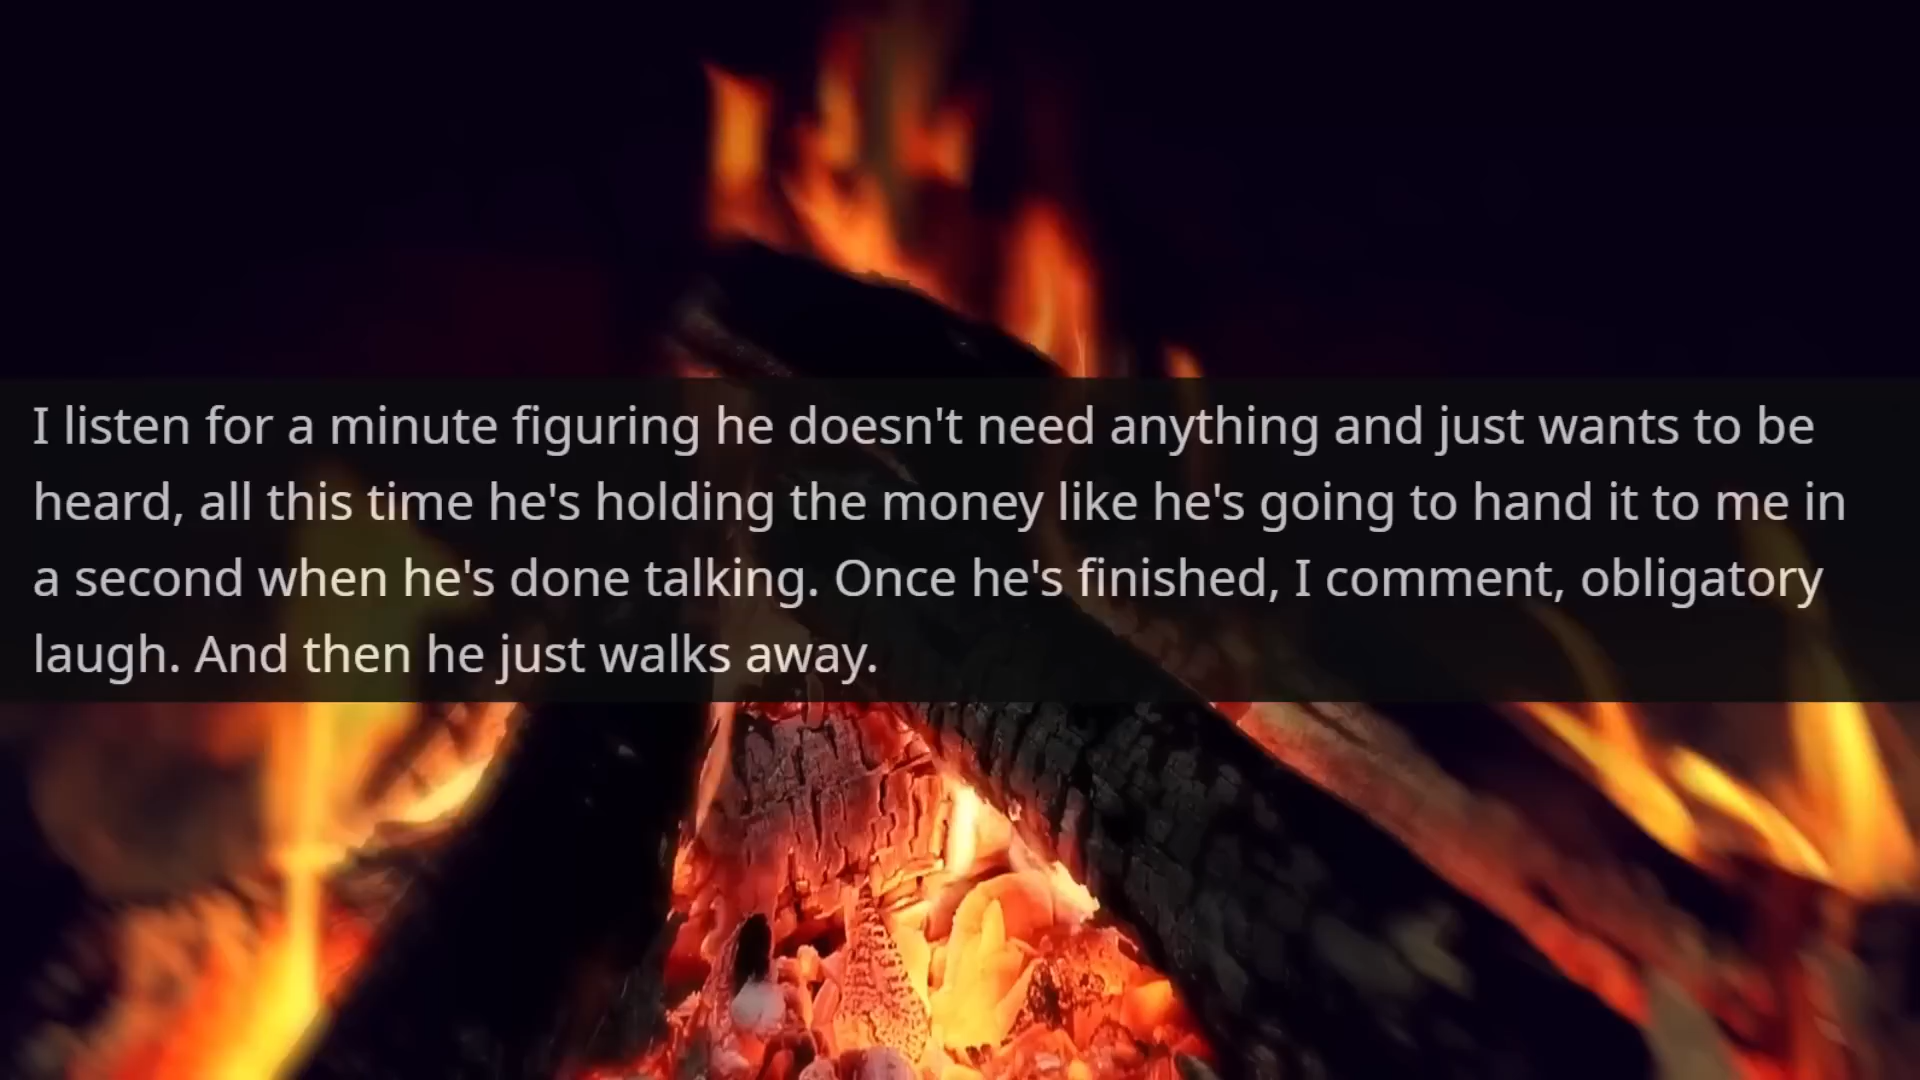 I listen for a minute figuring he doesn't need anything and just wants to be
heard, all this time he's holding the money like he's going to hand it to me in
a second when he's done talking. Once he's finished, I comment, obligatory
laugh. And then he just walks away.